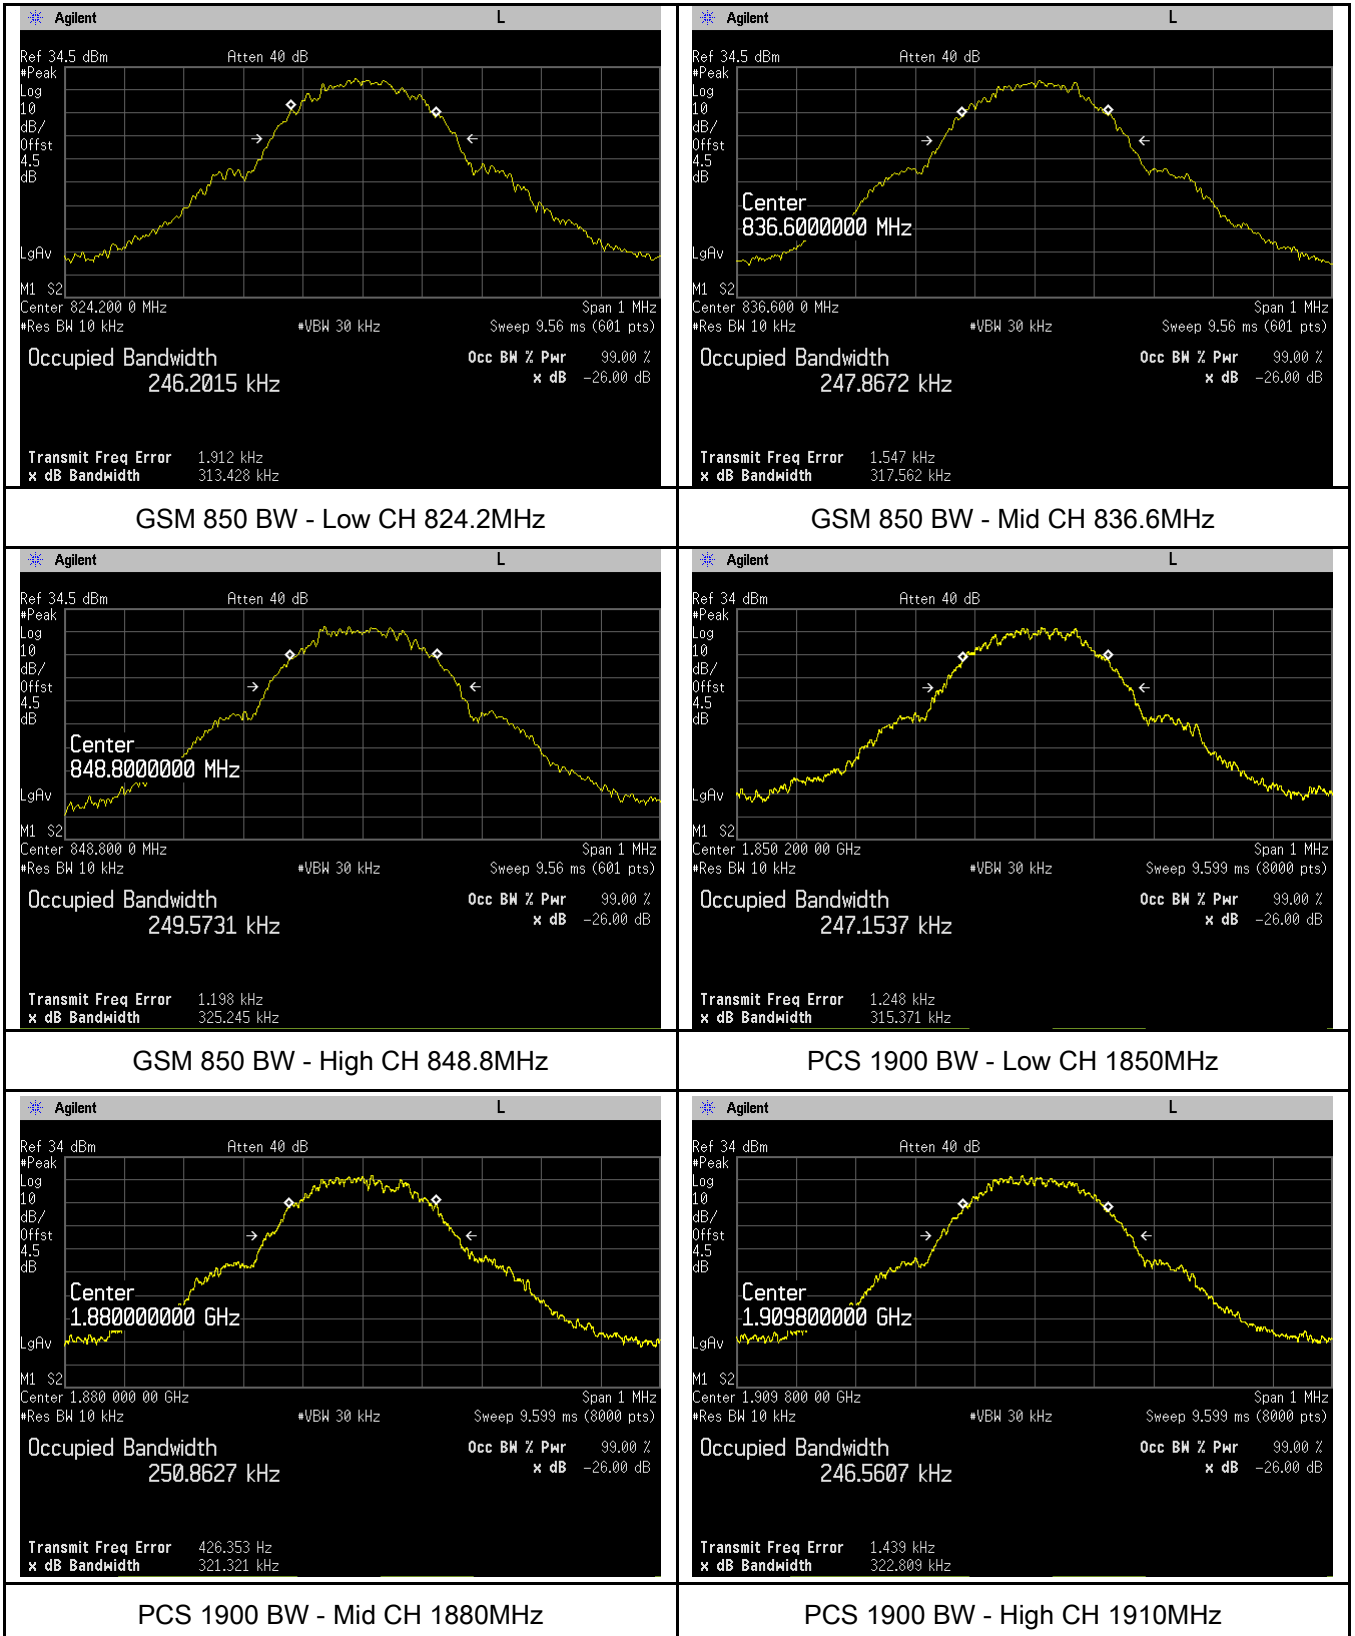 Agilent L
Ref 34.5 dBm Atten 40 dB
#Peak
Log
10
dB/
Offst
4.5
dB
LgAv
M1 S2
Center 824.200 0 MHz Span 1 MHz
#Res BW 10 kHz #VBW 30 kHz Sweep 9.56 ms (601 pts)
Occupied Bandwidth Occ BW % Pwr 99.00 %
246.2015 kHz x dB -26.00 dB
Transmit Freq Error 1.912 kHz
x dB Bandwidth 313.428 kHz
GSM 850 BW - Low CH 824.2MHz
Agilent L
Ref 34.5 dBm Atten 40 dB
#Peak
Log
10
dB/
Offst
4.5
dB
Center
836.6000000 MHz
LgAv
M1 S2
Center 836.600 0 MHz Span 1 MHz
#Res BW 10 kHz #VBW 30 kHz Sweep 9.56 ms (601 pts)
Occupied Bandwidth Occ BW % Pwr 99.00 %
247.8672 kHz x dB -26.00 dB
Transmit Freq Error 1.547 kHz
x dB Bandwidth 317.562 kHz
GSM 850 BW - Mid CH 836.6MHz
Agilent L
Ref 34.5 dBm Atten 40 dB
#Peak
Log
10
dB/
Offst
4.5
dB
Center
848.8000000 MHz
LgAv
M1 S2
Center 848.800 0 MHz Span 1 MHz
#Res BW 10 kHz #VBW 30 kHz Sweep 9.56 ms (601 pts)
Occupied Bandwidth Occ BW % Pwr 99.00 %
249.5731 kHz x dB -26.00 dB
Transmit Freq Error 1.198 kHz
x dB Bandwidth 325.245 kHz
GSM 850 BW - High CH 848.8MHz
Agilent L
Ref 34 dBm Atten 40 dB
#Peak
Log
10
dB/
Offst
4.5
dB
LgAv
M1 S2
Center 1.850 200 00 GHz Span 1 MHz
#Res BW 10 kHz #VBW 30 kHz Sweep 9.599 ms (8000 pts)
Occupied Bandwidth Occ BW % Pwr 99.00 %
247.1537 kHz x dB -26.00 dB
Transmit Freq Error 1.248 kHz
x dB Bandwidth 315.371 kHz
PCS 1900 BW - Low CH 1850MHz
Agilent L
Ref 34 dBm Atten 40 dB
#Peak
Log
10
dB/
Offst
4.5
dB
Center
1.880000000 GHz
LgAv
M1 S2
Center 1.880 000 00 GHz Span 1 MHz
#Res BW 10 kHz #VBW 30 kHz Sweep 9.599 ms (8000 pts)
Occupied Bandwidth Occ BW % Pwr 99.00 %
250.8627 kHz x dB -26.00 dB
Transmit Freq Error 426.353 Hz
x dB Bandwidth 321.321 kHz
PCS 1900 BW - Mid CH 1880MHz
Agilent L
Ref 34 dBm Atten 40 dB
#Peak
Log
10
dB/
Offst
4.5
dB
Center
1.909800000 GHz
LgAv
M1 S2
Center 1.909 800 00 GHz Span 1 MHz
#Res BW 10 kHz #VBW 30 kHz Sweep 9.599 ms (8000 pts)
Occupied Bandwidth Occ BW % Pwr 99.00 %
246.5607 kHz x dB -26.00 dB
Transmit Freq Error 1.439 kHz
x dB Bandwidth 322.809 kHz
PCS 1900 BW - High CH 1910MHz